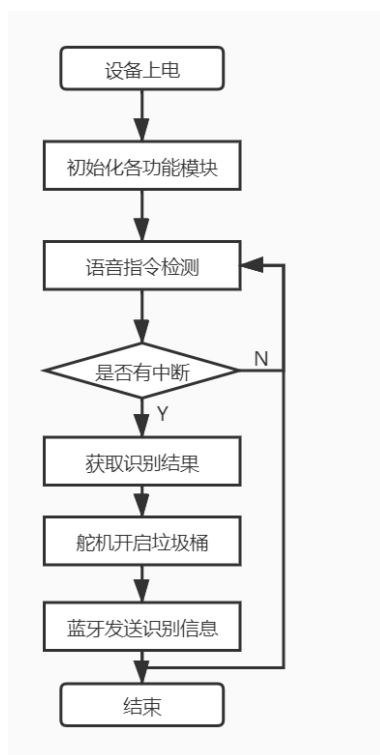 设备上电
初始化各功能模块
语音指令检测
是否有中断
N
Y
获取识别结果
舵机开启垃圾桶
蓝牙发送识别信息
结束